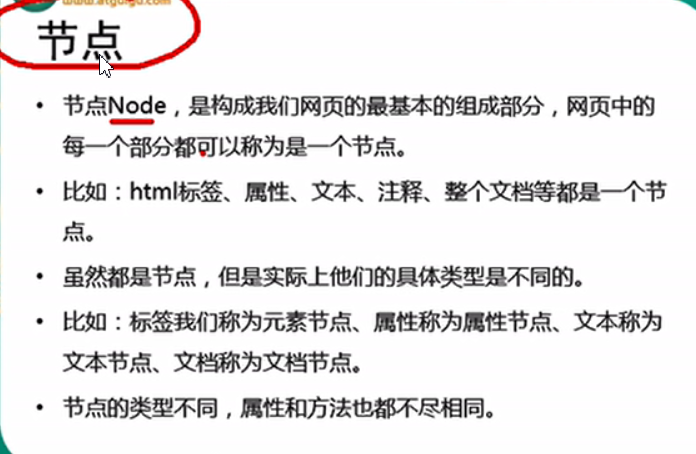 www.atguigu.com
节点
• 节点Node，是构成我们网页的最基本的组成部分，网页中的
每一个部分都可以称为是一个节点。
• 比如：html标签、属性、文本、注释、整个文档等都是一个节
点。
• 虽然都是节点，但是实际上他们的具体类型是不同的。
• 比如：标签我们称为元素节点、属性称为属性节点、文本称为
文本节点、文档称为文档节点。
• 节点的类型不同，属性和方法也都不尽相同。